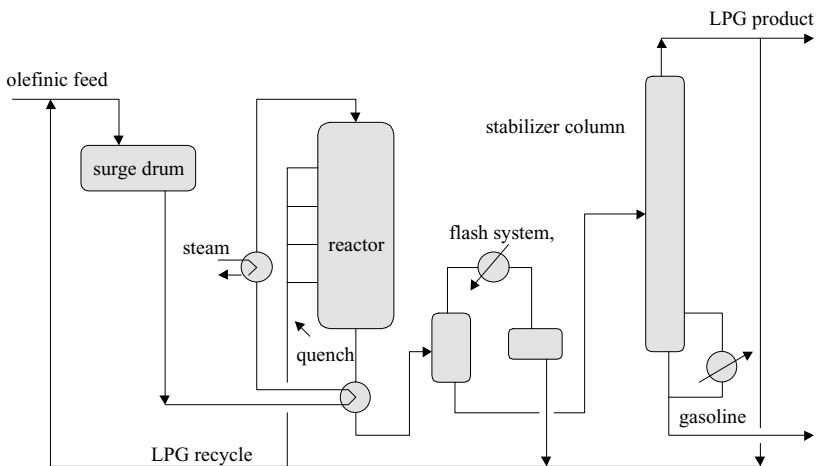 LPG product
olefinic feed
stabilizer column
surge drum
flash system,
steam
reactor
quench
gasoline
LPG recycle